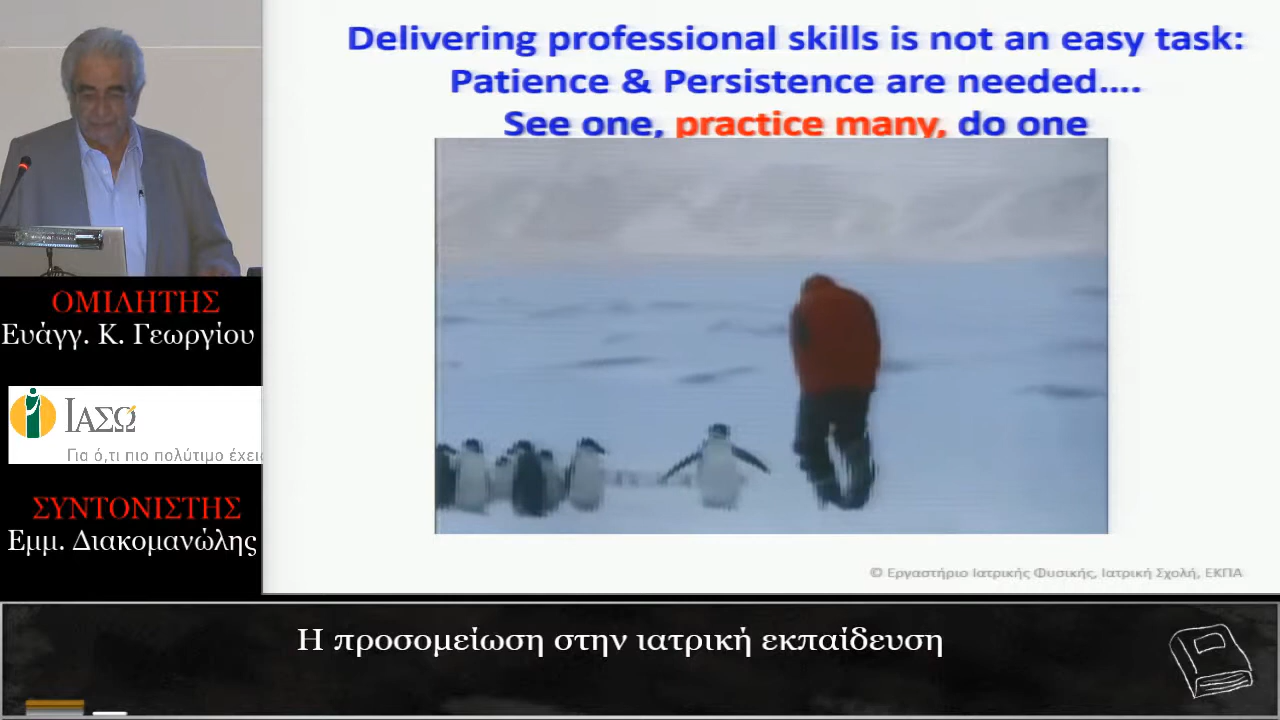 Delivering professional skills is not an easy task:
Patience & Persistence are needed....
See one, practice many, do one
ΟΜΙΛΗΤΗΣ
Ευάγγ. Κ. Γεωργίου
ΙΑΣΩ
Για ό,τι πιο πολύτιμο έχει
ΣΥΝΤΟΝΙΣΤΗΣ
Εμμ. Διακομανώλης
© Εργαστήριο Ιατρικής Φυσικής, Ιατρική Σχολή, ΕΚΠΑ
Η προσομείωση στην ιατρική εκπαίδευση